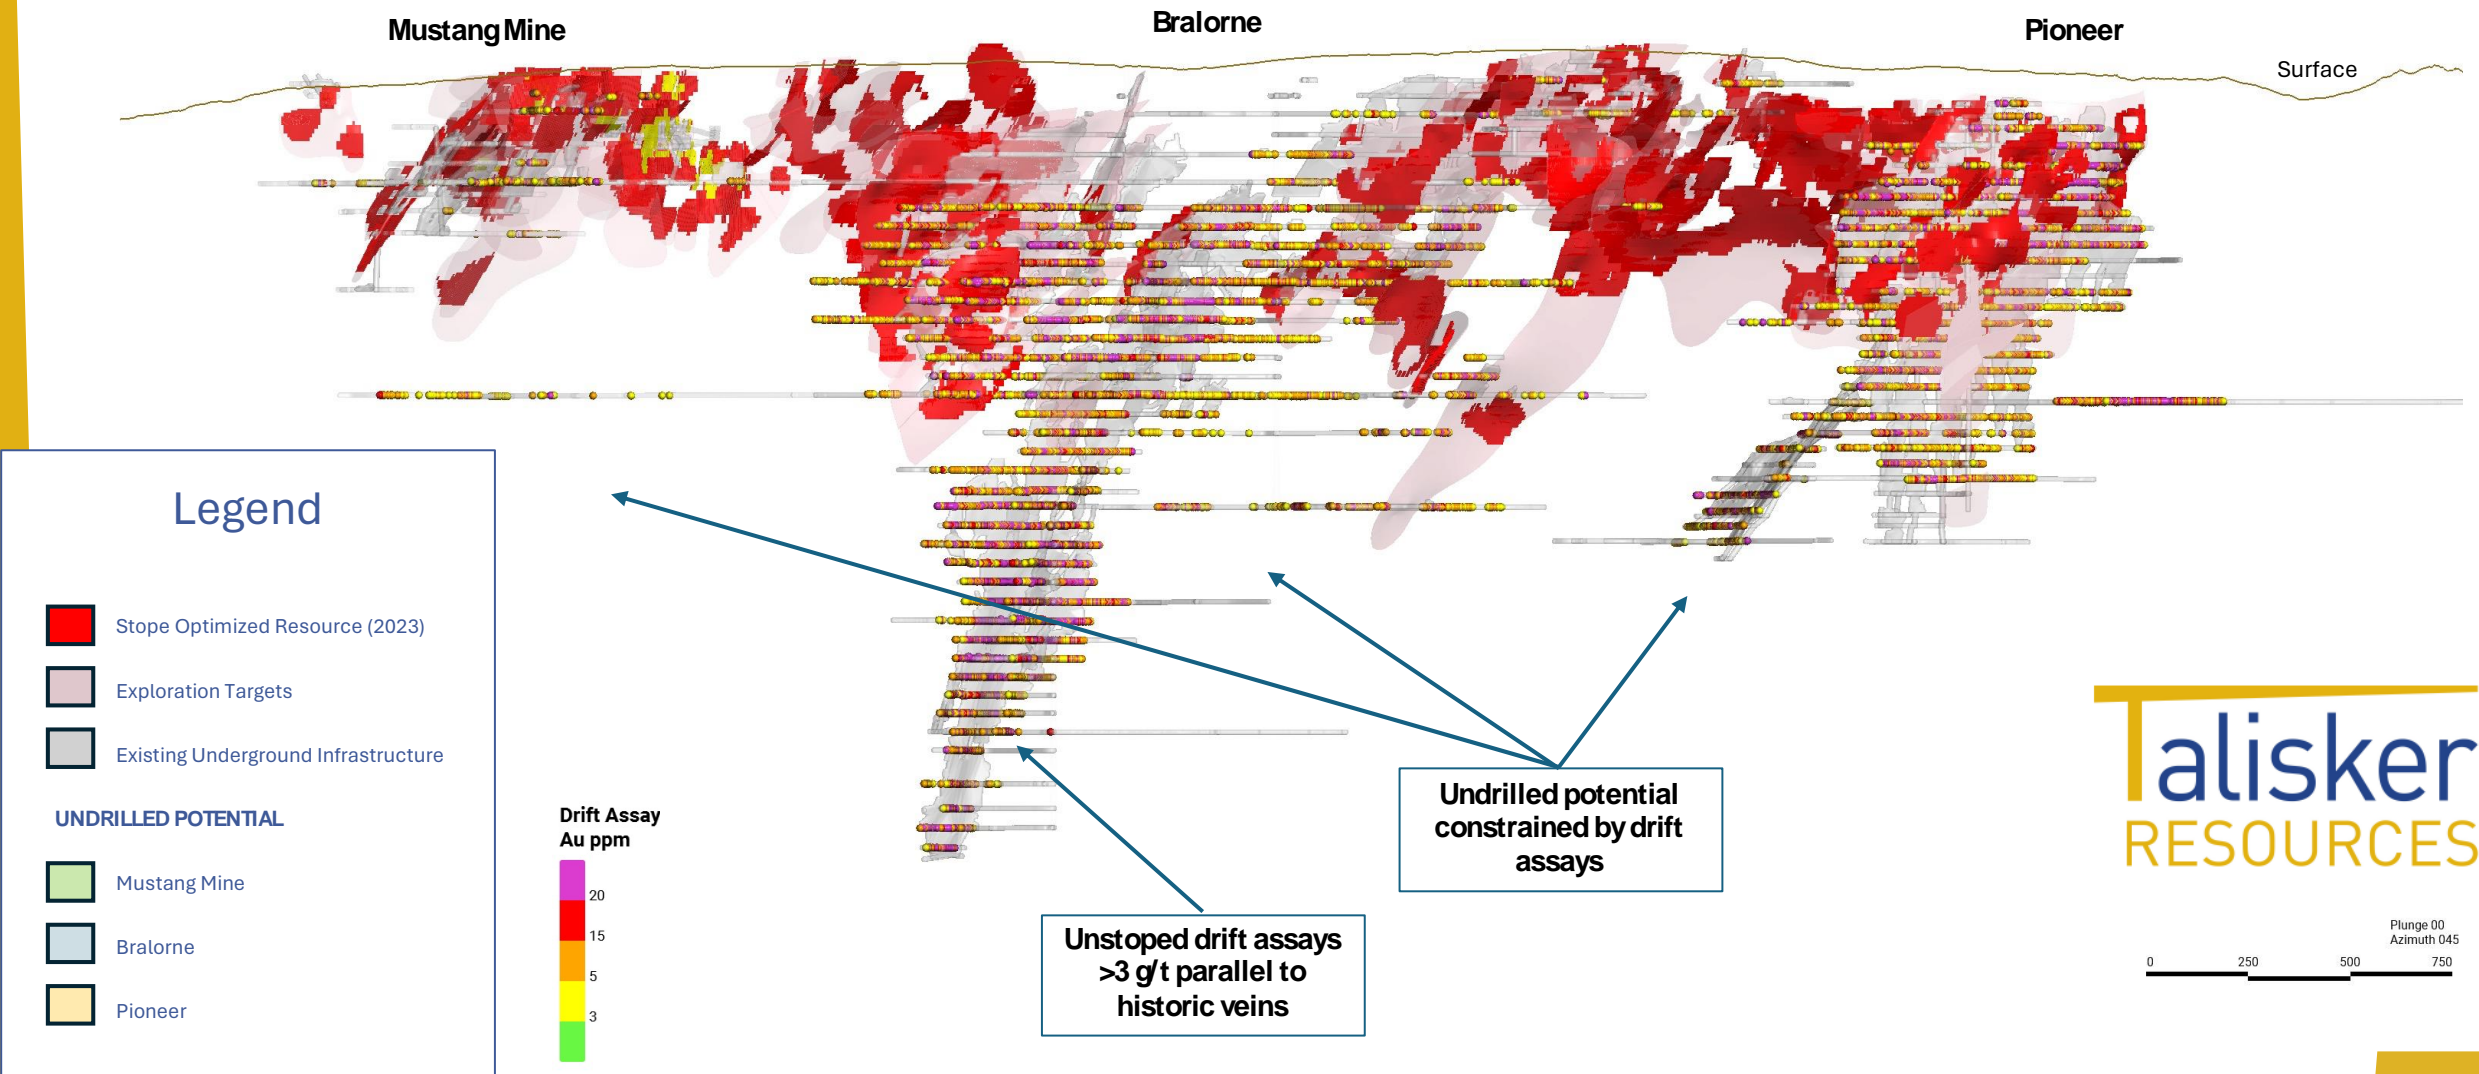 Mustang Mine
Bralorne
Pioneer
Surface
Legend
Stope Optimized Resource (2023)
Exploration Targets
Existing Underground Infrastructure
UNDRILLED POTENTIAL
Mustang Mine
Bralorne
Pioneer
Drift Assay
Au ppm
20
15
5
3
Unstoped drift assays
>3 g/t parallel to
historic veins
Undrilled potential
constrained by drift
assays
Talisker
RESOURCES
Plunge 00
Azimuth 045
0 250 500 750